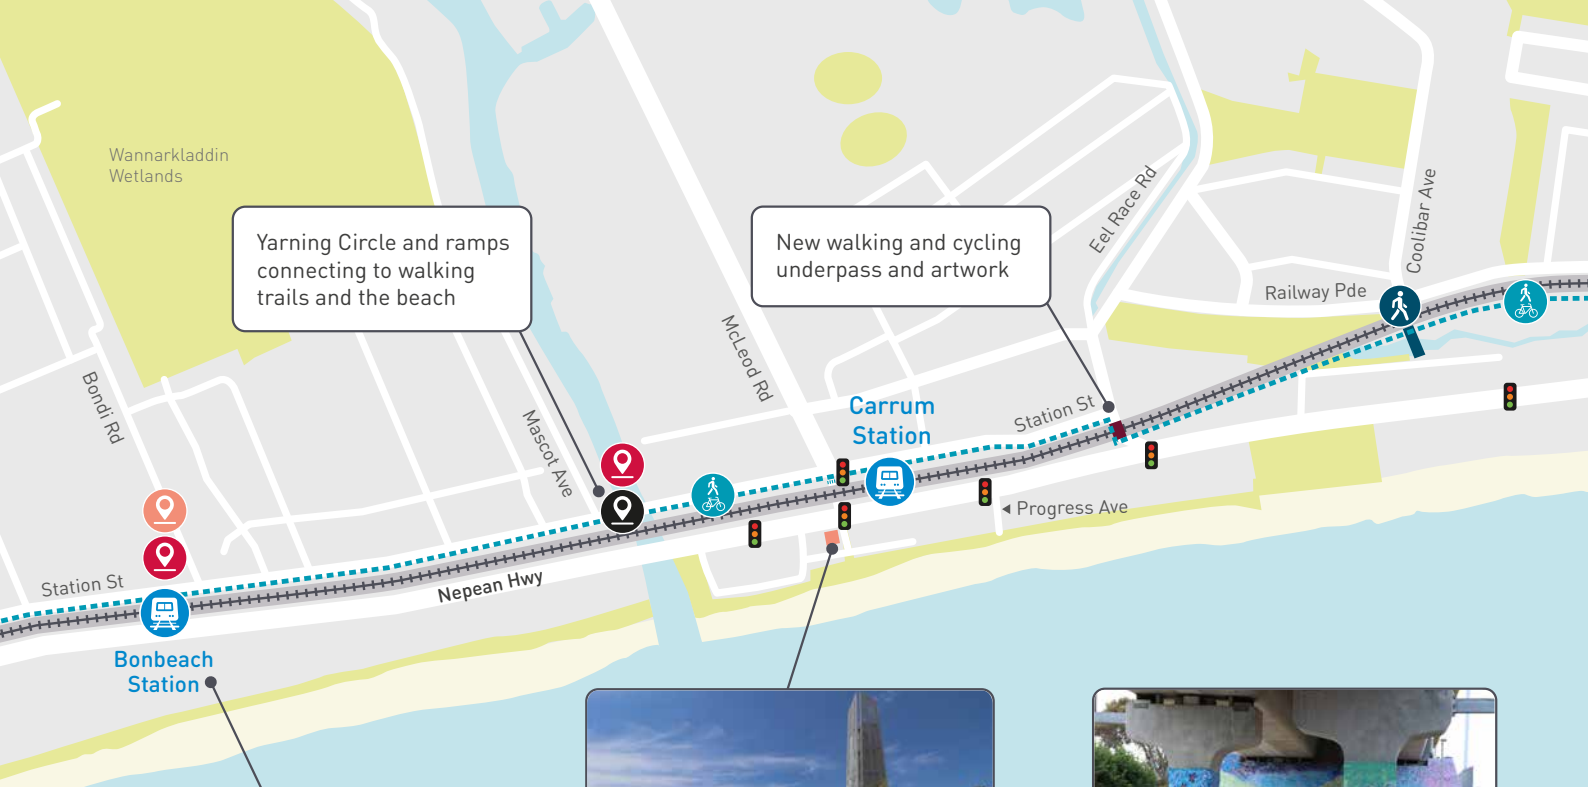 Wannarkladdin
Wetlands
Yarning Circle and ramps
connecting to walking
trails and the beach
New walking and cycling
underpass and artwork
Eel Race Rd
Coolibar Ave
Railway Pde
McLeod Rd
Bondi Rd
Mascot Ave
Carrum
Station
Station St
Progress Ave
Station St
Nepean Hwy
Bonbeach
Station